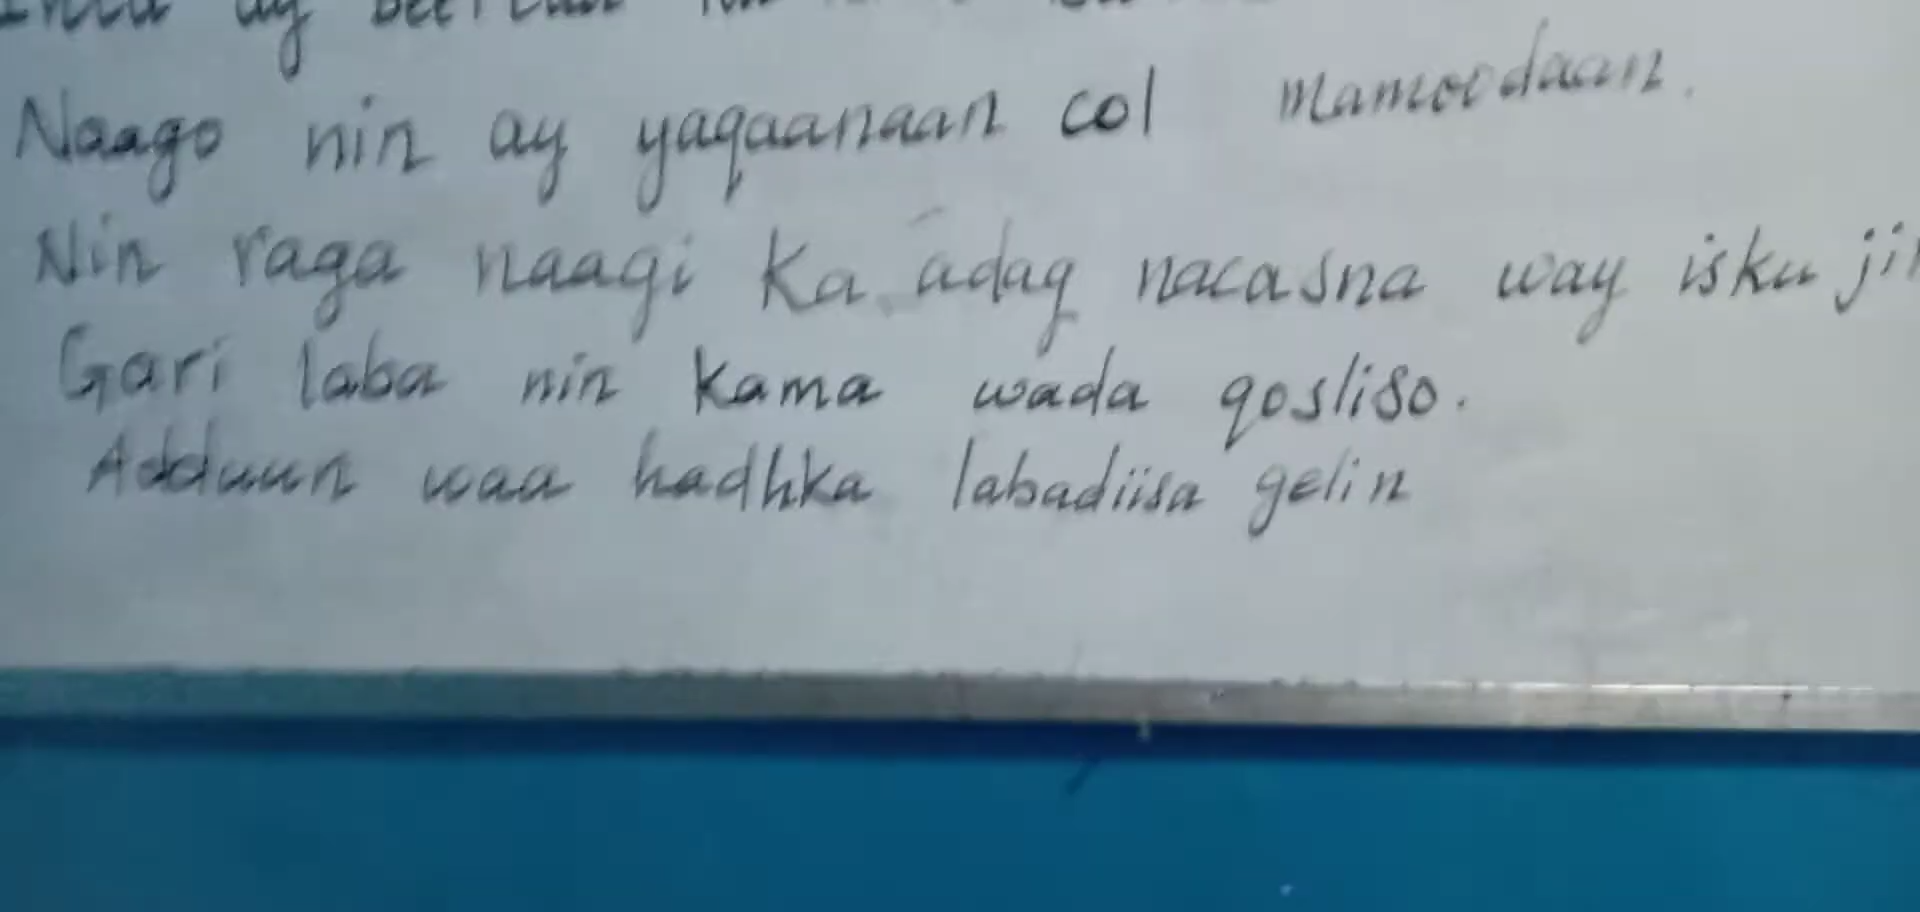 ay
Naago nin ay yaqaanaan col mamoodaan.
Nin raga naagi ka adag nacasna way isku
Gari laba nin kama wada qosliso.
Adduun waa hadhka labadiisa gelin